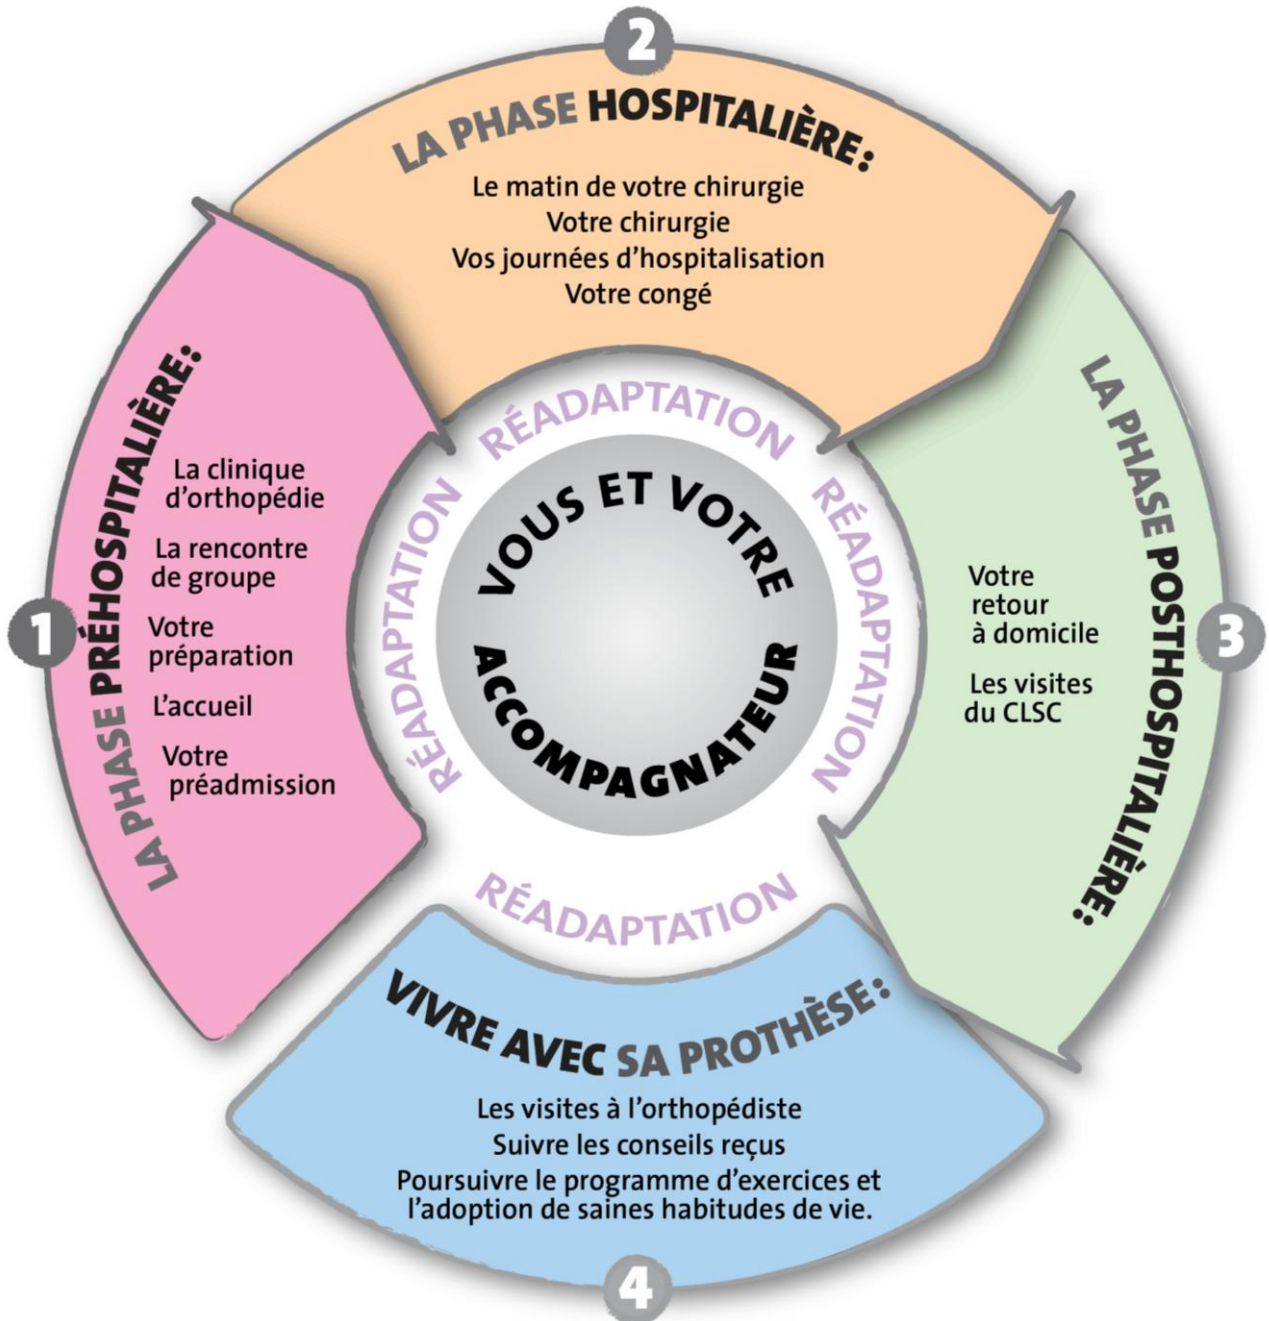 1
LA PHASE PRÉHOSPITALIÈRE:
La clinique
d'orthopédie
La rencontre
de groupe
Votre
préparation
L'accueil
Votre
préadmission
2
LA PHASE HOSPITALIÈRE:
Le matin de votre chirurgie
Votre chirurgie
Vos journées d'hospitalisation
Votre congé
3
LA PHASE POSTHOSPITALIÈRE:
Votre
retour
à domicile
Les visites
du CLSC
4
VIVRE AVEC SA PROTHÈSE:
Les visites à l'orthopédiste
Suivre les conseils reçus
Poursuivre le programme d'exercices et
l'adoption de saines habitudes de vie.
RÉADAPTATION
RÉADAPTATION
RÉADAPTATION
RÉADAPTATION
VOUS ET VOTRE
ACCOMPAGNATEUR